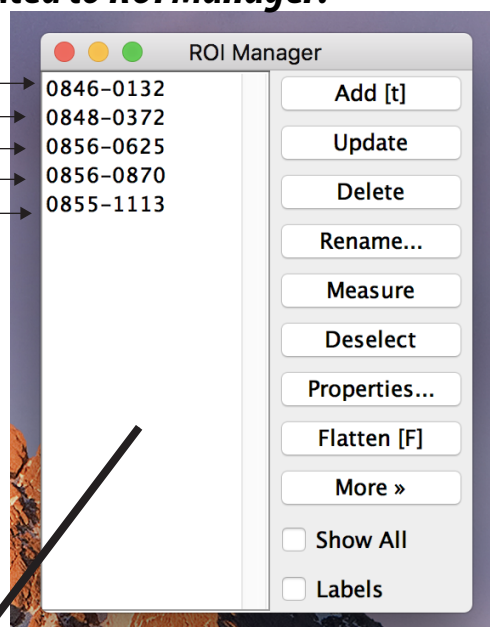 ROI Manager
0846-0132
0848-0372
0856-0625
0856-0870
0855-1113
Add [t]
Update
Delete
Rename...
Measure
Deselect
Properties...
Flatten [F]
More »
Show All
Labels